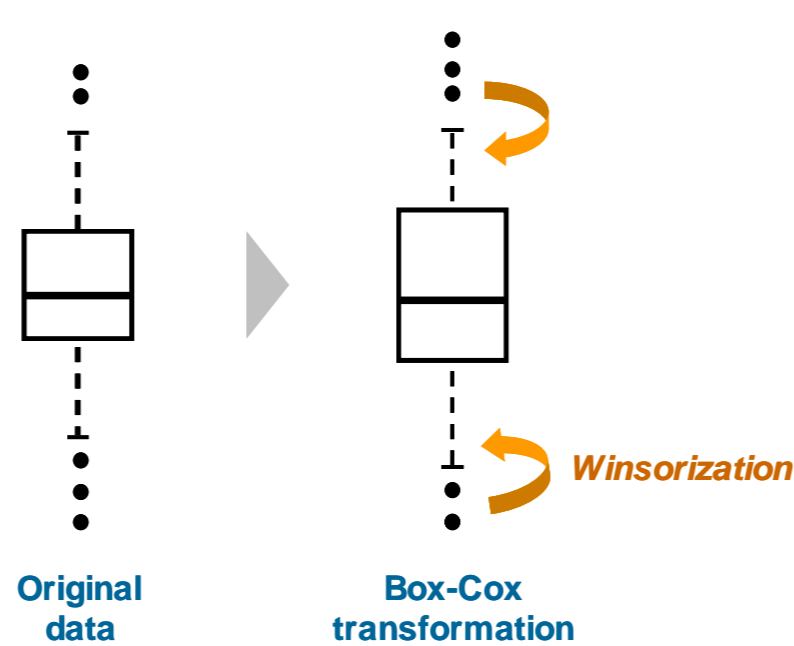 Winsorization
Original
data
Box-Cox
transformation